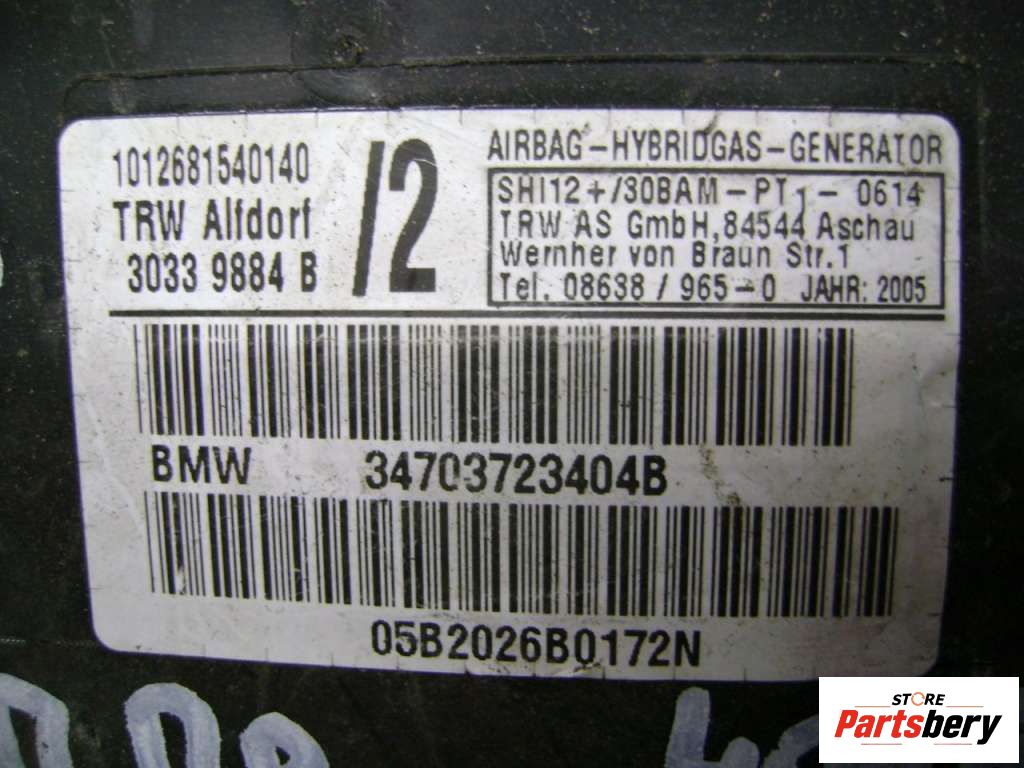 1012681540140
TRW Alfdorf
3033 9884 B
/2
AIRBAG-HYBRIDGAS-GENERATOR
SHI12+/30BAM-PT1-0614
TRW AS GmbH, 84544 Aschau
Wernher von Braun Str.1
Tel. 08638 / 965-0 JAHR: 2005
BMW 34703723404B
05B2026B0172N
STORE
Partsbery